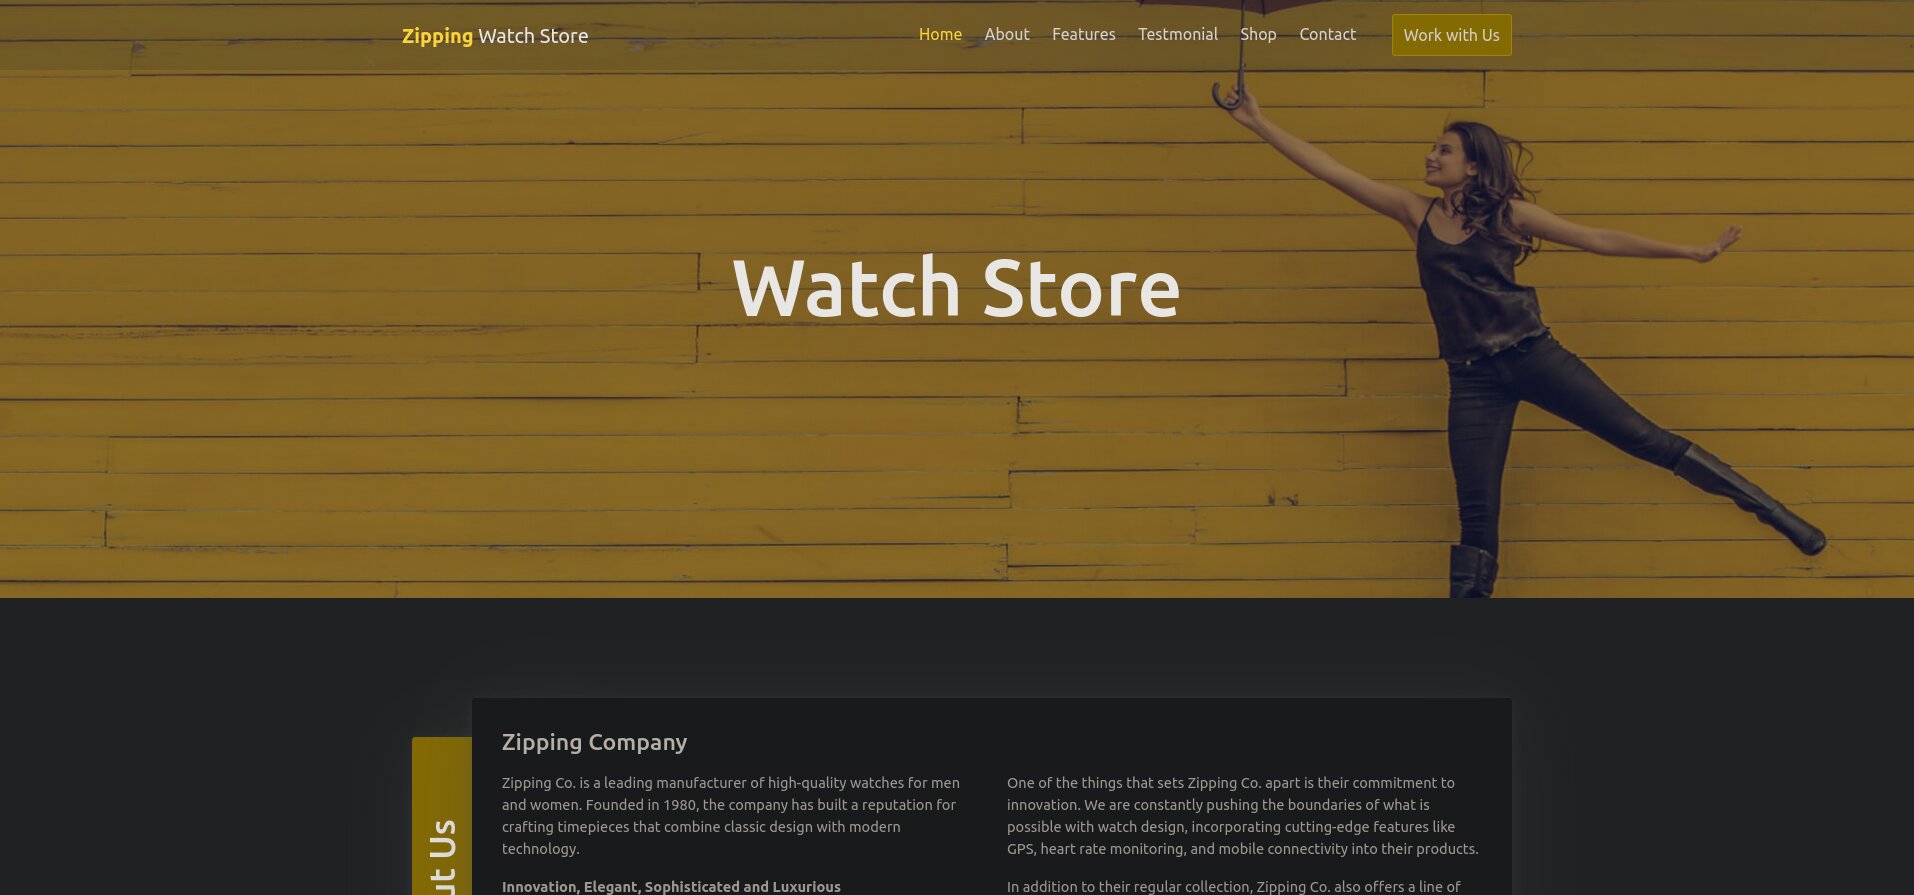 Zipping Watch Store
Home About Features Testmonial Shop Contact Work with Us
Watch Store
ut Us
Zipping Company
Zipping Co. is a leading manufacturer of high-quality watches for men
and women. Founded in 1980, the company has built a reputation for
crafting timepieces that combine classic design with modern
technology.
Innovation, Elegant, Sophisticated and Luxurious
One of the things that sets Zipping Co. apart is their commitment to
innovation. We are constantly pushing the boundaries of what is
possible with watch design, incorporating cutting-edge features like
GPS, heart rate monitoring, and mobile connectivity into their products.
In addition to their regular collection, Zipping Co. also offers a line of